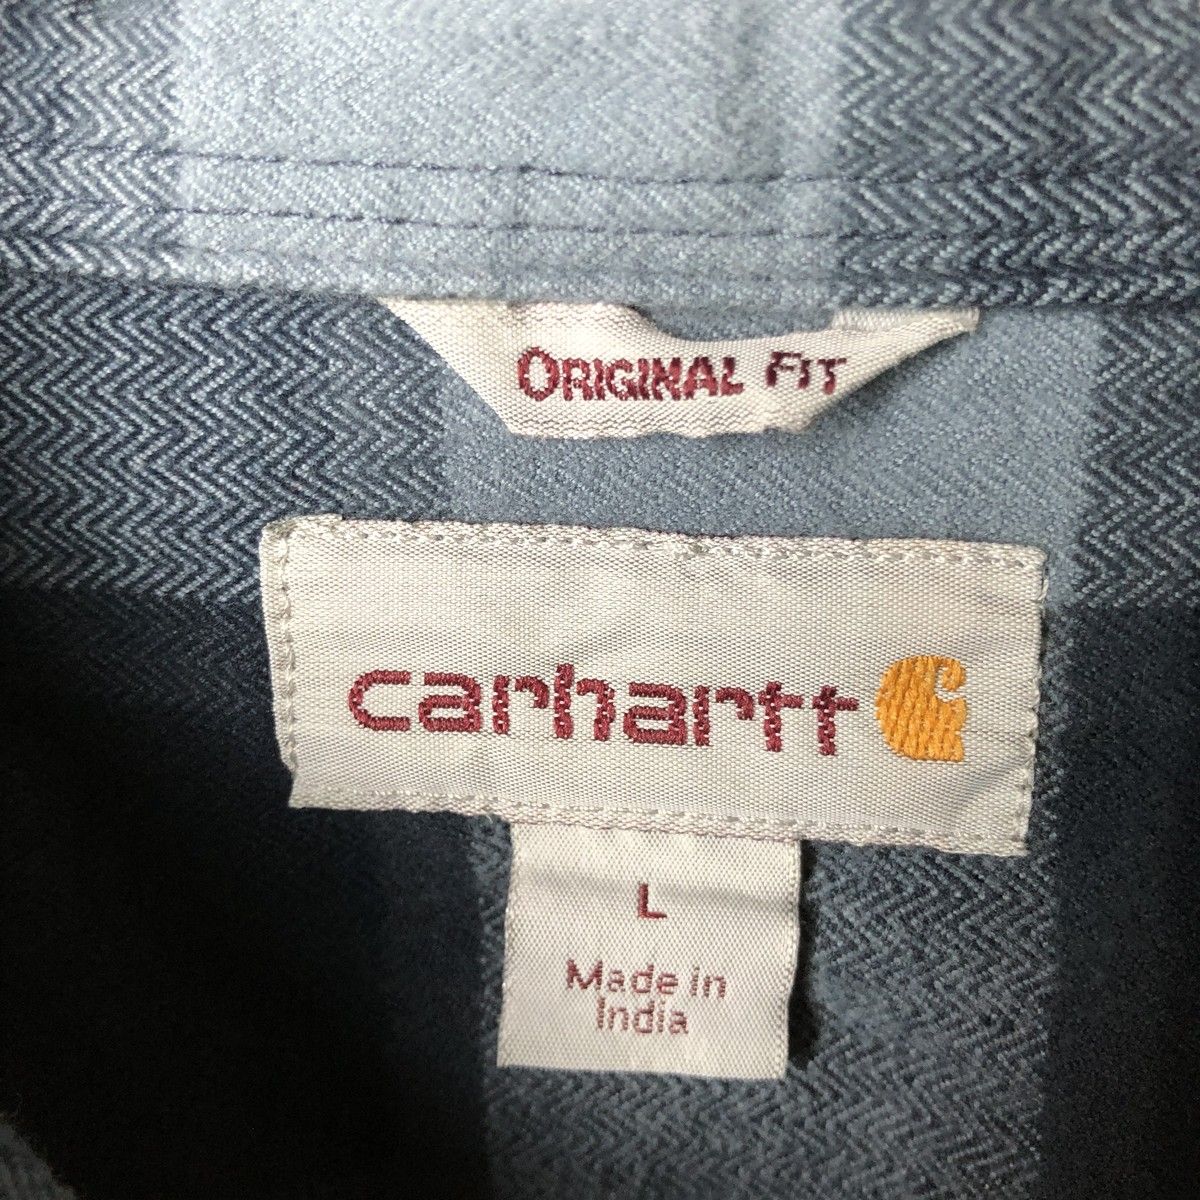 ORIGINAL FIT
carhartt
L
Made in
India